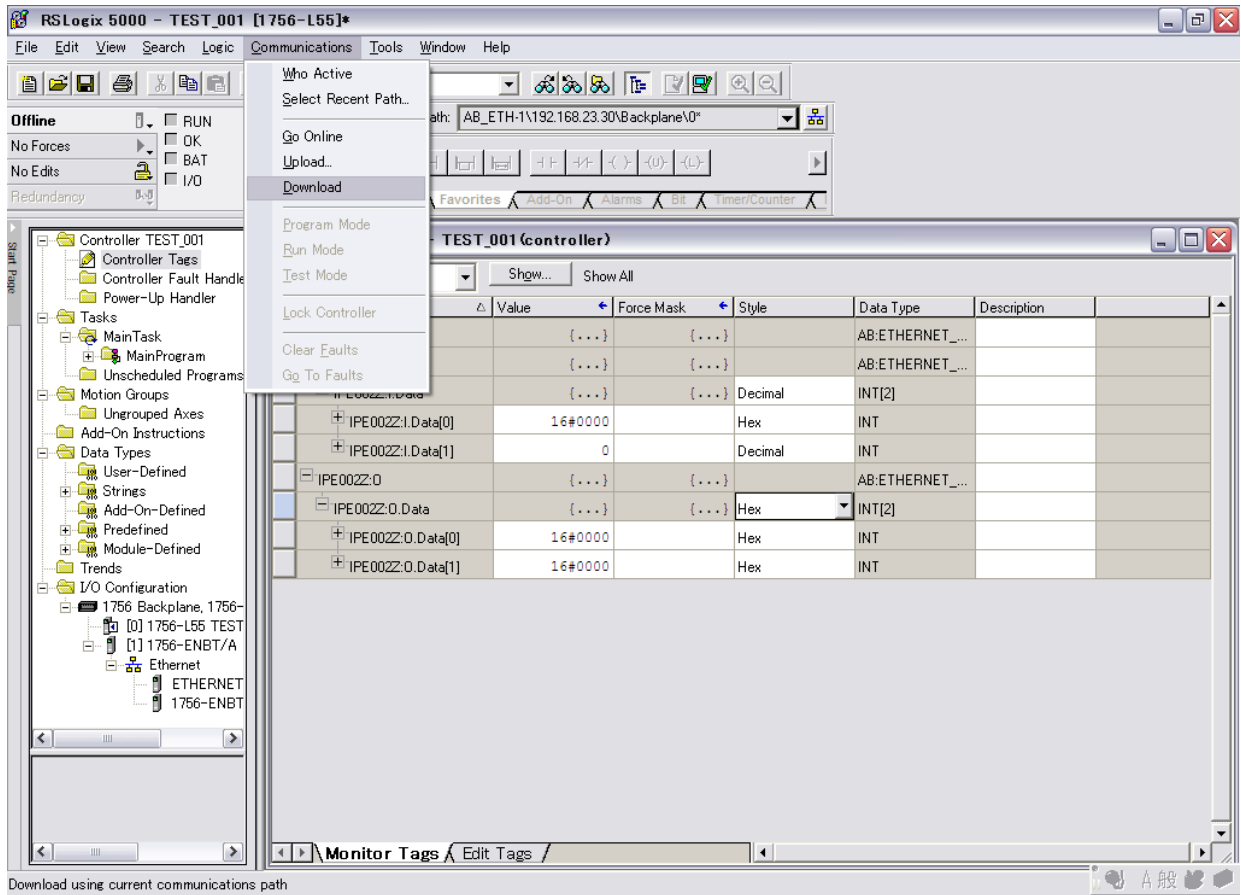 RSLogix 5000 - TEST_001 [1756-L55]*
File Edit View Search Logic Communications Tools Window Help
Who Active
Select Recent Path...
Go Online
Upload...
Download
Program Mode
Run Mode
Test Mode
Lock Controller
Clear Faults
Go To Faults
Offline RUN
No Forces OK
BAT
No Edits I/O
Redundancy
ath: AB_ETH-1\192.168.23.30\Backplane\0*
Favorites Add-On Alarms Bit Timer/Counter
Start Page
Controller TEST_001
Controller Tags
Controller Fault Handle
Power-Up Handler
Tasks
MainTask
MainProgram
Unscheduled Programs
Motion Groups
Ungrouped Axes
Add-On Instructions
Data Types
User-Defined
Strings
Add-On-Defined
Predefined
Module-Defined
Trends
I/O Configuration
1756 Backplane, 1756-
[0] 1756-L55 TEST
[1] 1756-ENBT/A
Ethernet
ETHERNET
1756-ENBT
- TEST_001(controller)
Show... Show All
Value Force Mask Style Data Type Description
{...} {...} AB:ETHERNET_...
{...} {...} AB:ETHERNET_...
IPE002Z:I.Data {...} {...} Decimal INT[2]
IPE002Z:I.Data[0] 16#0000 Hex INT
IPE002Z:I.Data[1] 0 Decimal INT
IPE002Z:O {...} {...} AB:ETHERNET_...
IPE002Z:O.Data {...} {...} Hex INT[2]
IPE002Z:O.Data[0] 16#0000 Hex INT
IPE002Z:O.Data[1] 16#0000 Hex INT
Monitor Tags Edit Tags
Download using current communications path
A 般